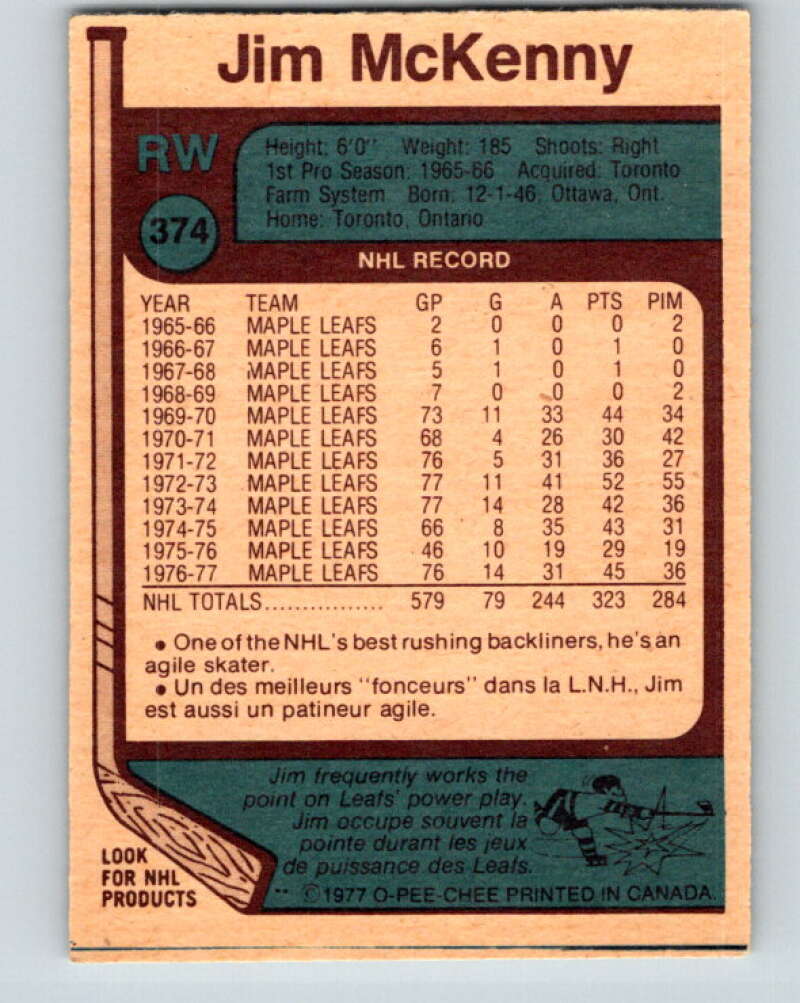 Jim McKenny
RW
Height: 6'0" Weight: 185 Shoots: Right
1st Pro Season: 1965-66 Acquired: Toronto
Farm System Born: 12-1-46, Ottawa, Ont.
Home: Toronto, Ontario
374
NHL RECORD
YEAR TEAM GP G A PTS PIM
1965-66 MAPLE LEAFS 2 0 0 0 2
1966-67 MAPLE LEAFS 6 1 0 1 0
1967-68 MAPLE LEAFS 5 1 0 1 0
1968-69 MAPLE LEAFS 7 0 0 0 2
1969-70 MAPLE LEAFS 73 11 33 44 34
1970-71 MAPLE LEAFS 68 4 26 30 42
1971-72 MAPLE LEAFS 76 5 31 36 27
1972-73 MAPLE LEAFS 77 11 41 52 55
1973-74 MAPLE LEAFS 77 14 28 42 36
1974-75 MAPLE LEAFS 66 8 35 43 31
1975-76 MAPLE LEAFS 46 10 19 29 19
1976-77 MAPLE LEAFS 76 14 31 45 36
NHL TOTALS................ 579 79 244 323 284
• One of the NHL's best rushing backliners, he's an
agile skater.
• Un des meilleurs "fonceurs" dans la L.N.H., Jim
est aussi un patineur agile.
Jim frequently works the
point on Leafs' power play.
Jim occupe souvent la
pointe durant les jeux
de puissance des Leafs.
LOOK
FOR NHL
PRODUCTS
** ©1977 O-PEE-CHEE PRINTED IN CANADA.